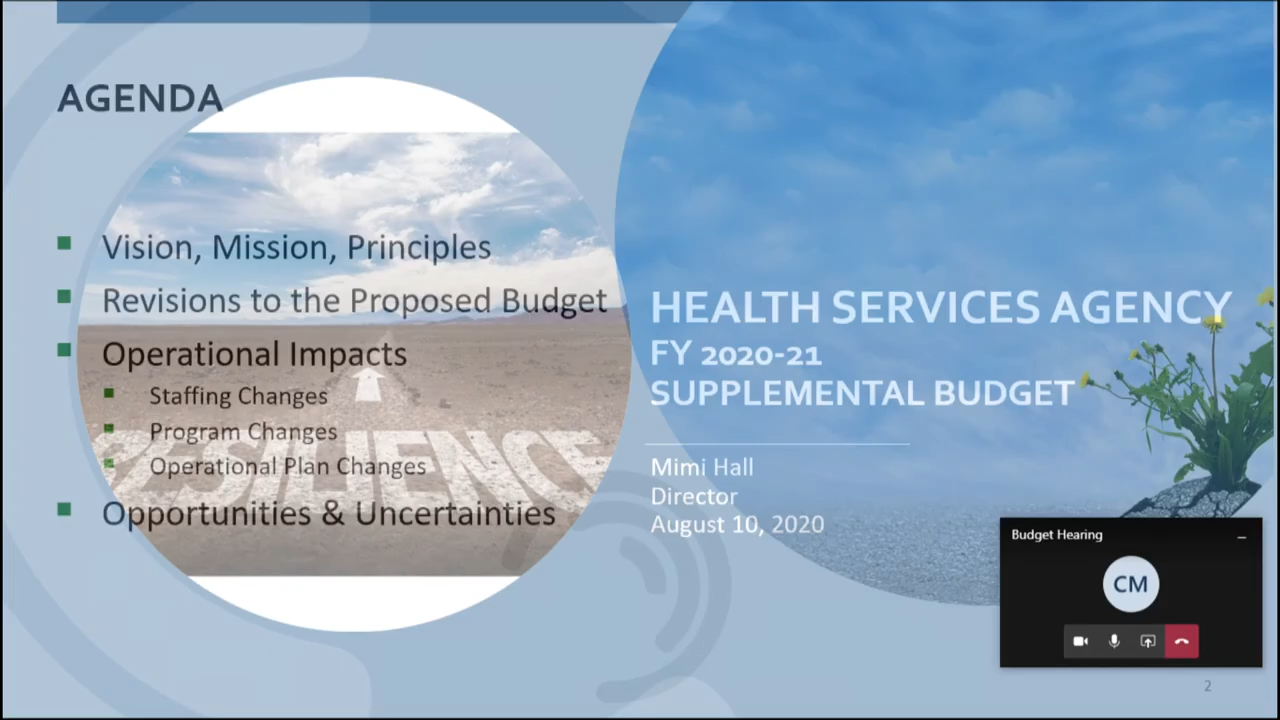 AGENDA
Vision, Mission, Principles
Revisions to the Proposed Budget
Operational Impacts
Staffing Changes
Program Changes
Operational Plan Changes
Opportunities & Uncertainties
RESILIENCE
HEALTH SERVICES AGENCY
FY 2020-21
SUPPLEMENTAL BUDGET
Mimi Hall
Director
August 10, 2020
Budget Hearing
CM
2